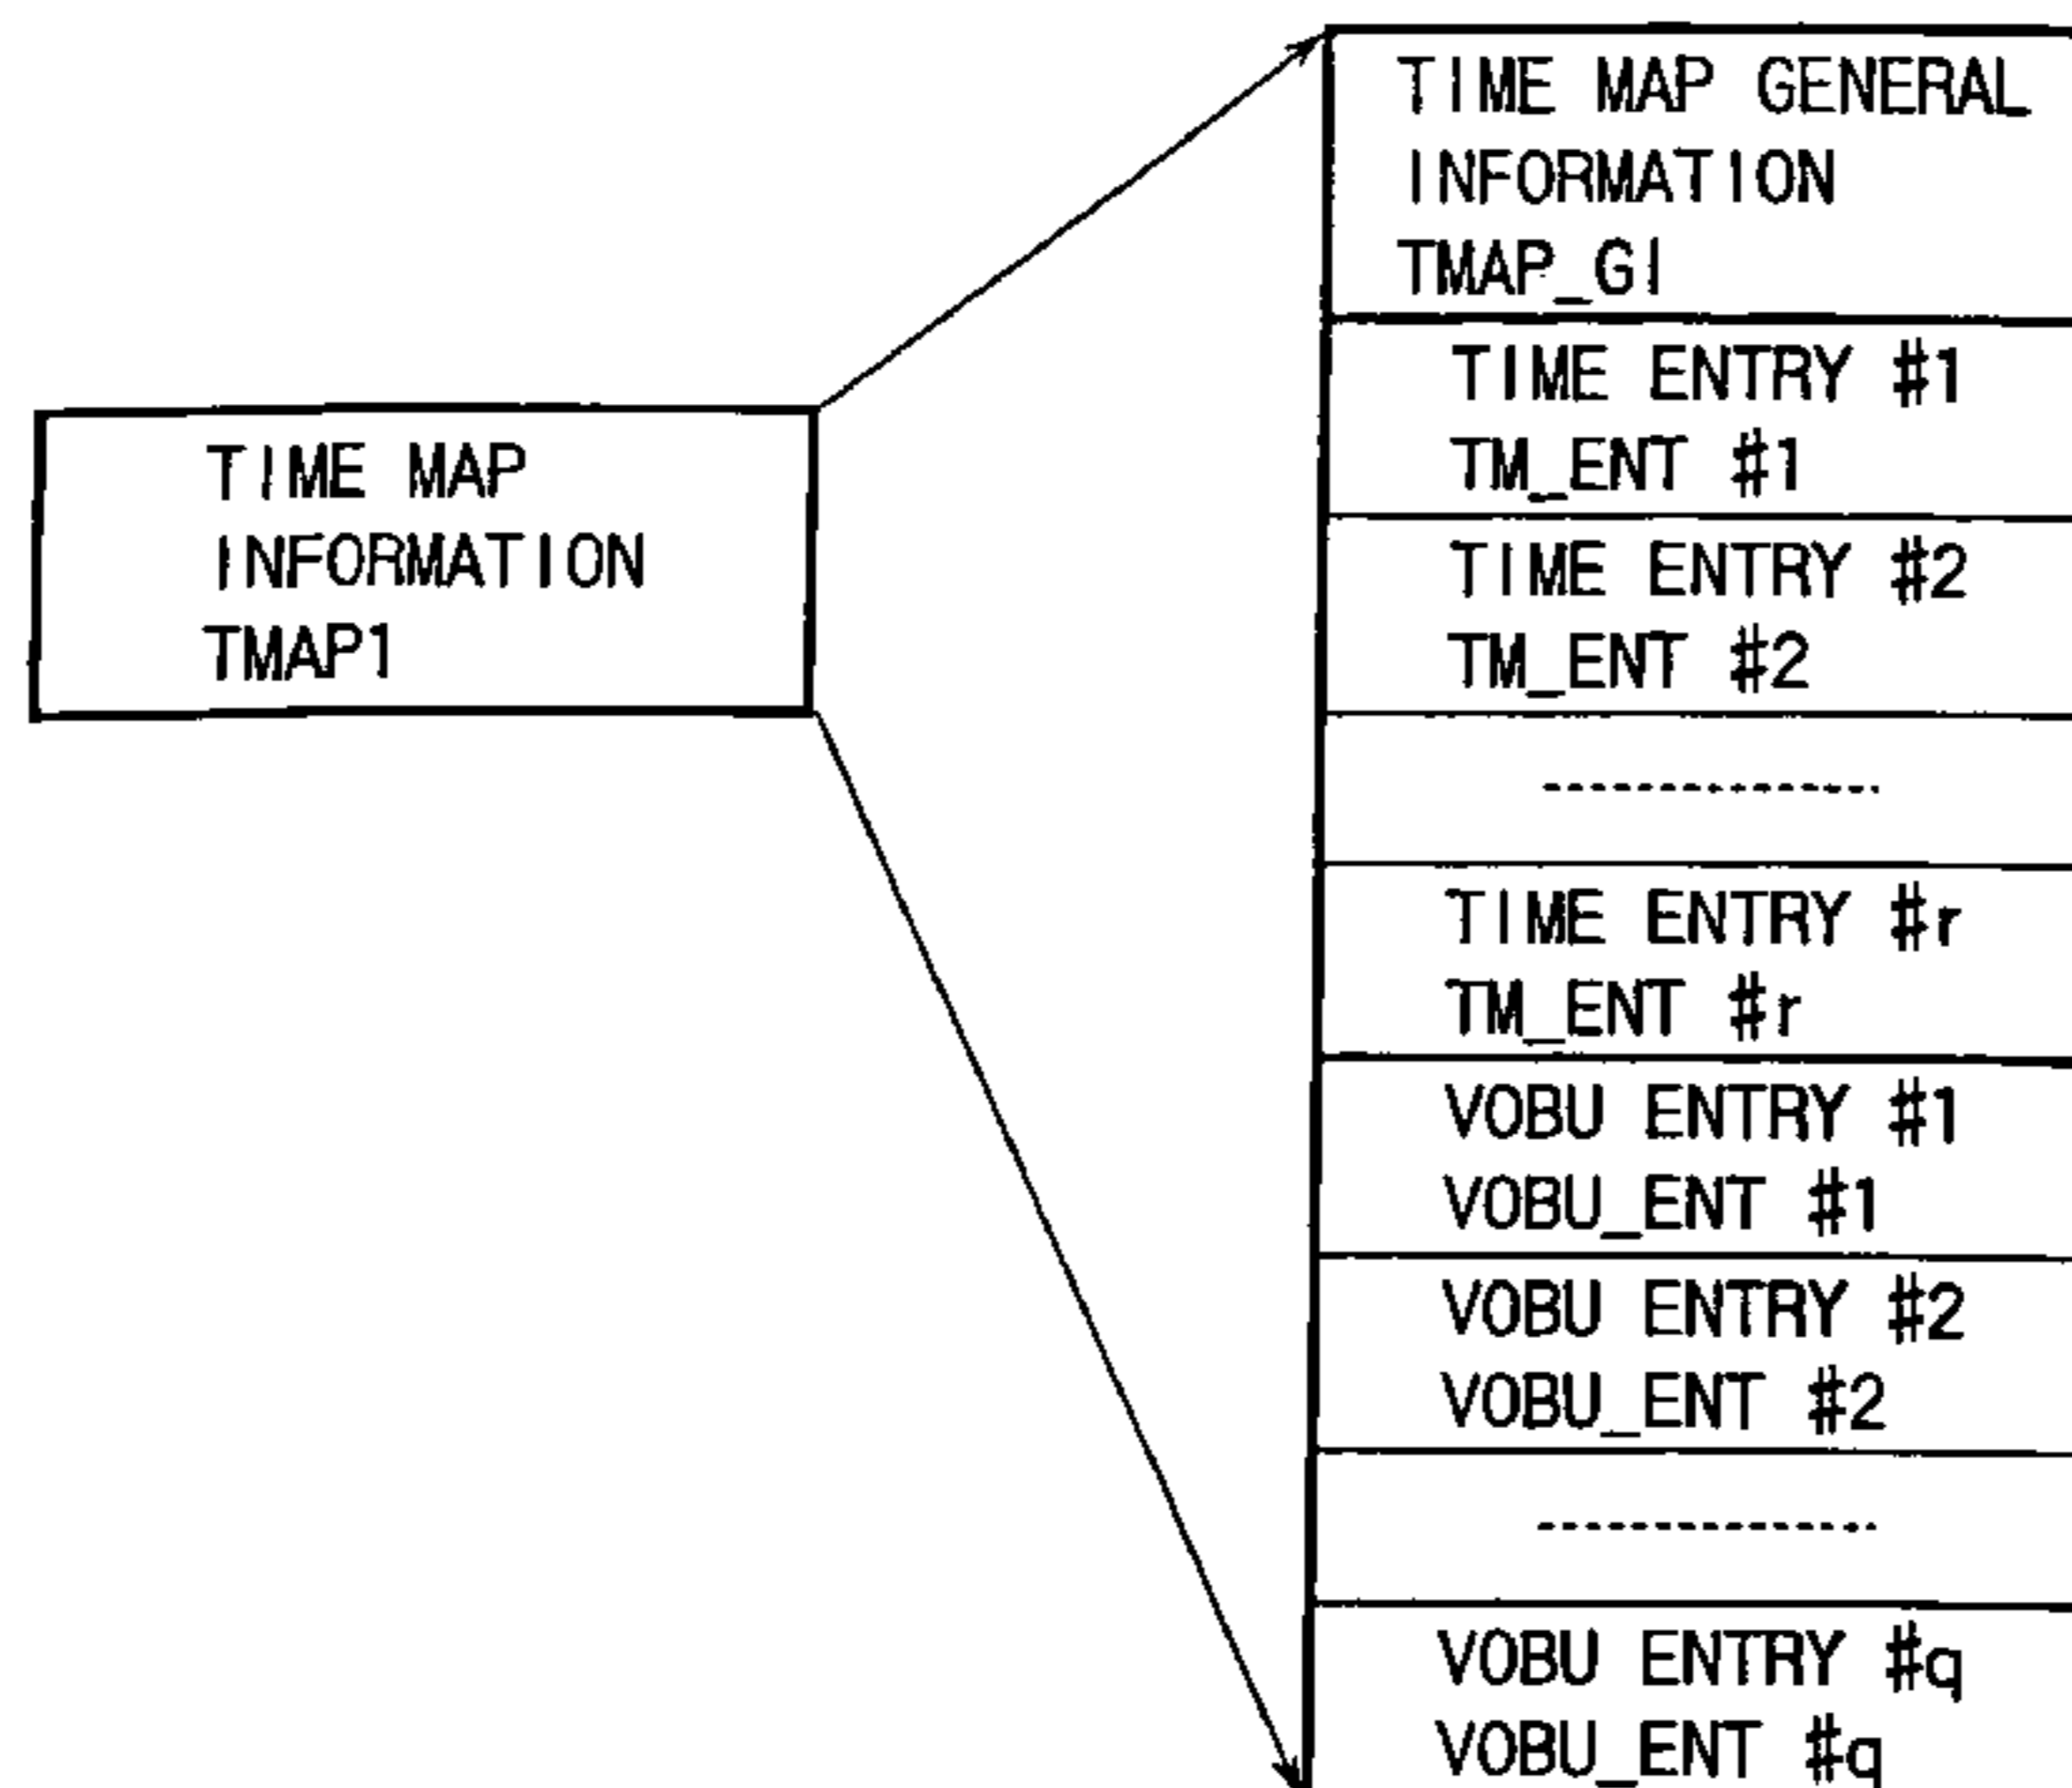 TIME MAP
INFORMATION
TMAP1
TIME MAP GENERAL
INFORMATION
TMAP_GI
TIME ENTRY #1
TM_ENT #1
TIME ENTRY #2
TM_ENT #2
TIME ENTRY #r
TM_ENT #r
VOBU ENTRY #1
VOBU_ENT #1
VOBU ENTRY #2
VOBU_ENT #2
VOBU ENTRY #q
VOBU_ENT #q